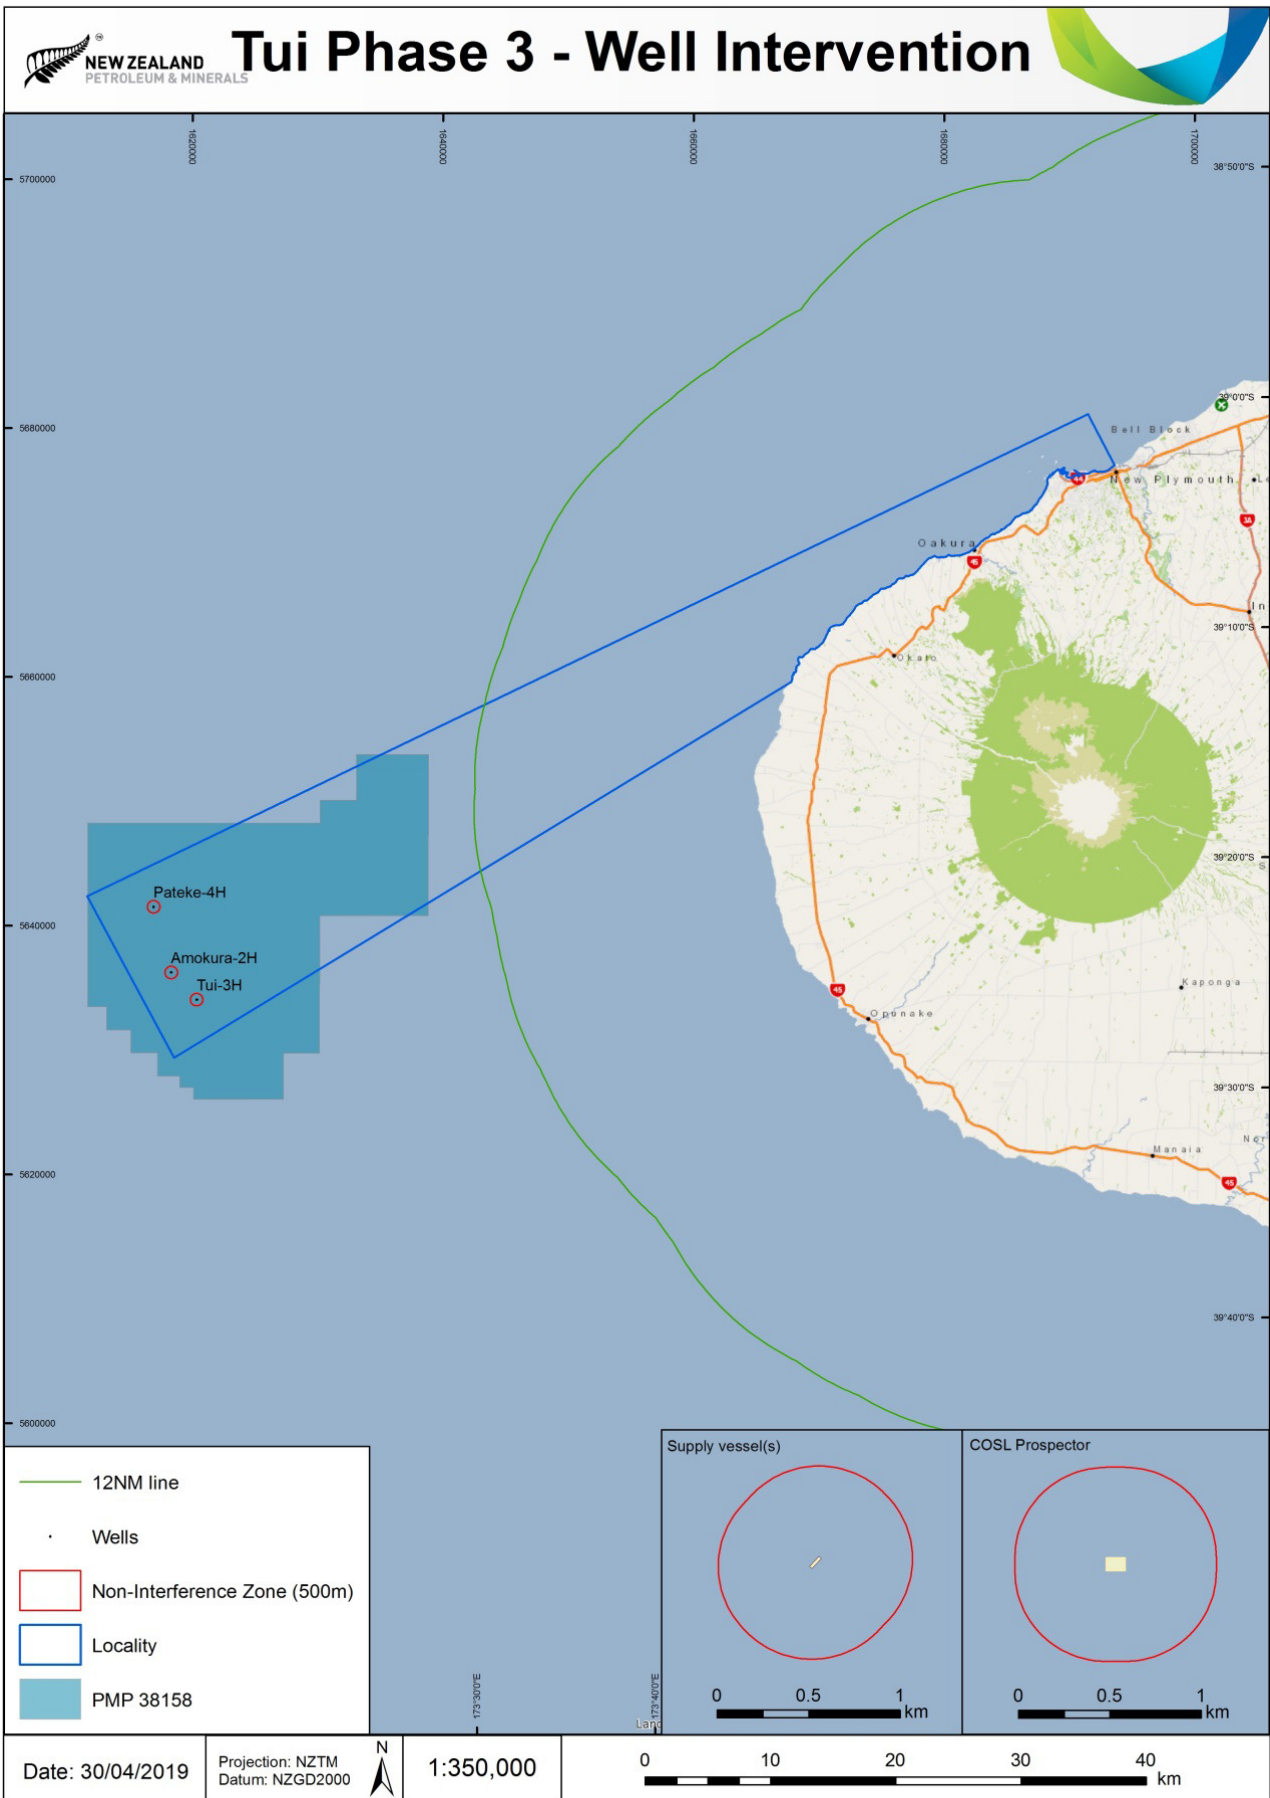 NEW ZEALAND
PETROLEUM & MINERALS
Tui Phase 3 - Well Intervention
1620000
1640000
1660000
1680000
1700000
5700000
38°50'0"S
39°0'0"S
5680000
Bell Block
44
New Plymouth
3A
Oakura
45
39°10'0"S
Okato
5660000
39°20'0"S
Pateke-4H
5640000
Amokura-2H
Tui-3H
Kaponga
45
Opunake
39°30'0"S
Manaia
5620000
45
39°40'0"S
5600000
12NM line
Wells
Non-Interference Zone (500m)
Locality
PMP 38158
173°30'0"E
173°40'0"E
Supply vessel(s)
0 0.5 1
km
COSL Prospector
0 0.5 1
km
Date: 30/04/2019
Projection: NZTM
Datum: NZGD2000
N
1:350,000
0 10 20 30 40
km